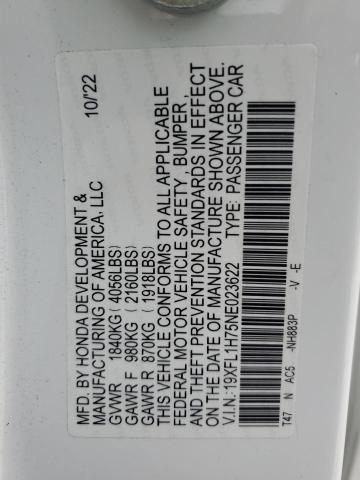 MFD. BY HONDA DEVELOPMENT & 10/'22
MANUFACTURING OF AMERICA, LLC
GVWR 1840KG ( 4056LBS)
GAWR F 980KG ( 2160LBS)
GAWR R 870KG ( 1918LBS)
THIS VEHICLE CONFORMS TO ALL APPLICABLE
FEDERAL MOTOR VEHICLE SAFETY, BUMPER,
AND THEFT PREVENTION STANDARDS IN EFFECT
ON THE DATE OF MANUFACTURE SHOWN ABOVE.
V.I.N.:19XFL1H75NE023622 TYPE: PASSENGER CAR
T47 N AC5 -NH883P -V -E